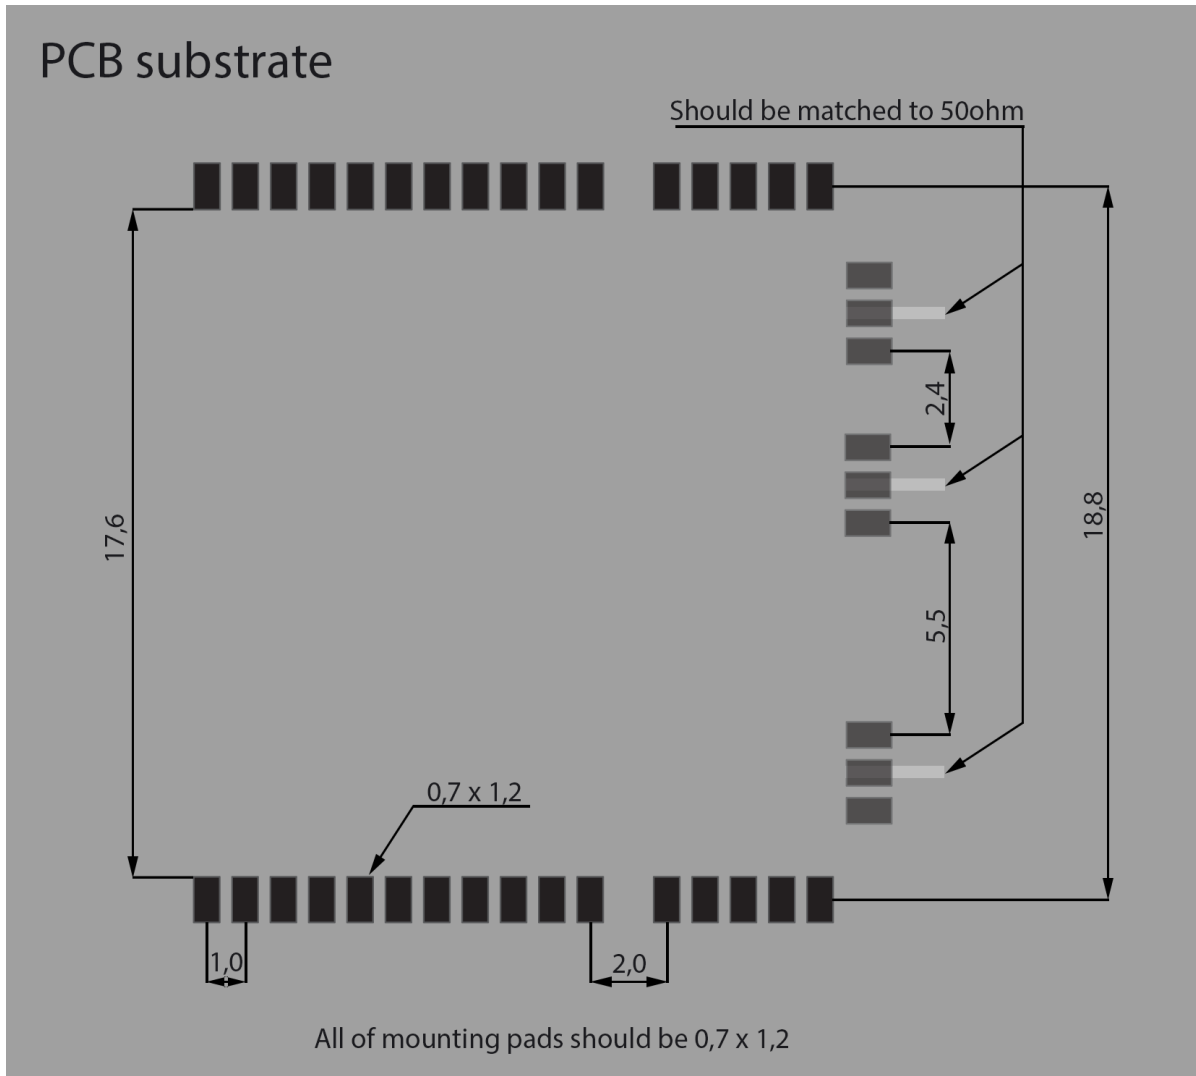 PCB substrate
Should be matched to 50ohm
2,4
17,6
18,8
5,5
0,7 x 1,2
1,0
2,0
All of mounting pads should be 0,7 x 1,2